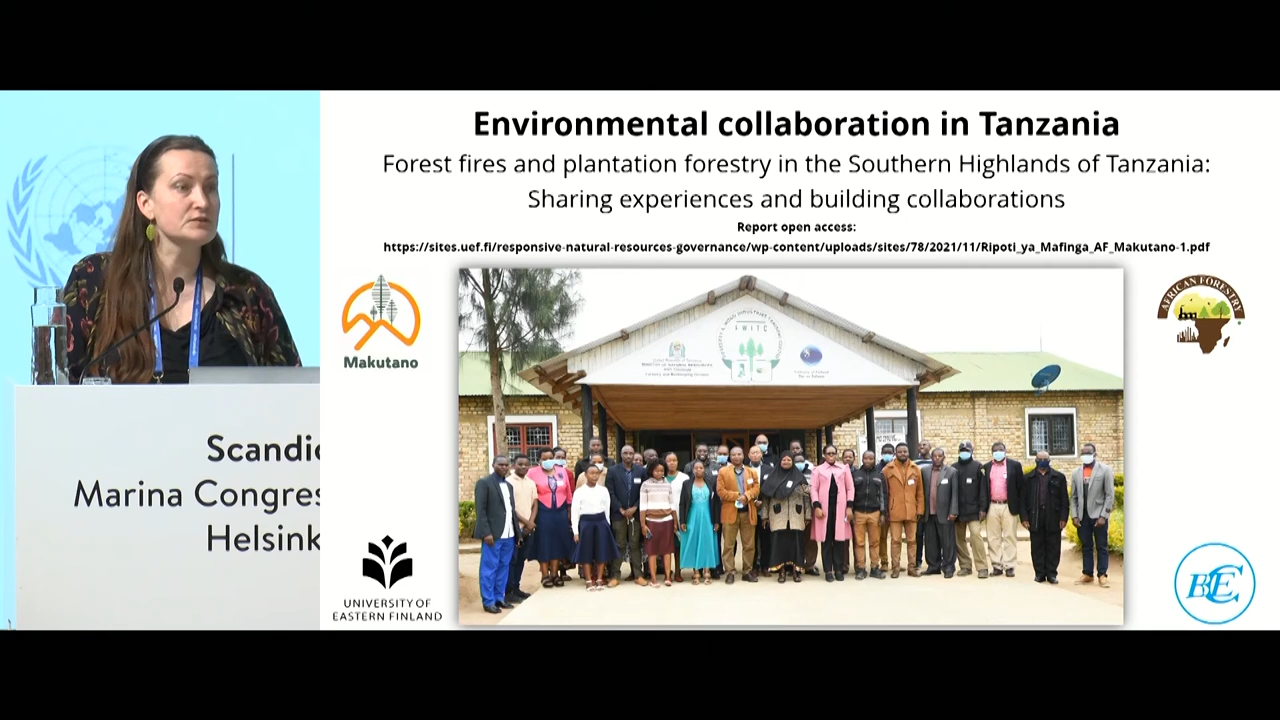 Environmental collaboration in Tanzania
Forest fires and plantation forestry in the Southern Highlands of Tanzania:
Sharing experiences and building collaborations
Report open access:
https://sites.uef.fi/responsive-natural-resources-governance/wp-content/uploads/sites/78/2021/11/Ripoti_ya_Mafinga_AF_Makutano-1.pdf
Makutano
AFRICAN FORESTRY
FWITC
Scandic
Marina Congres
Helsink
UNIVERSITY OF
EASTERN FINLAND
BCE